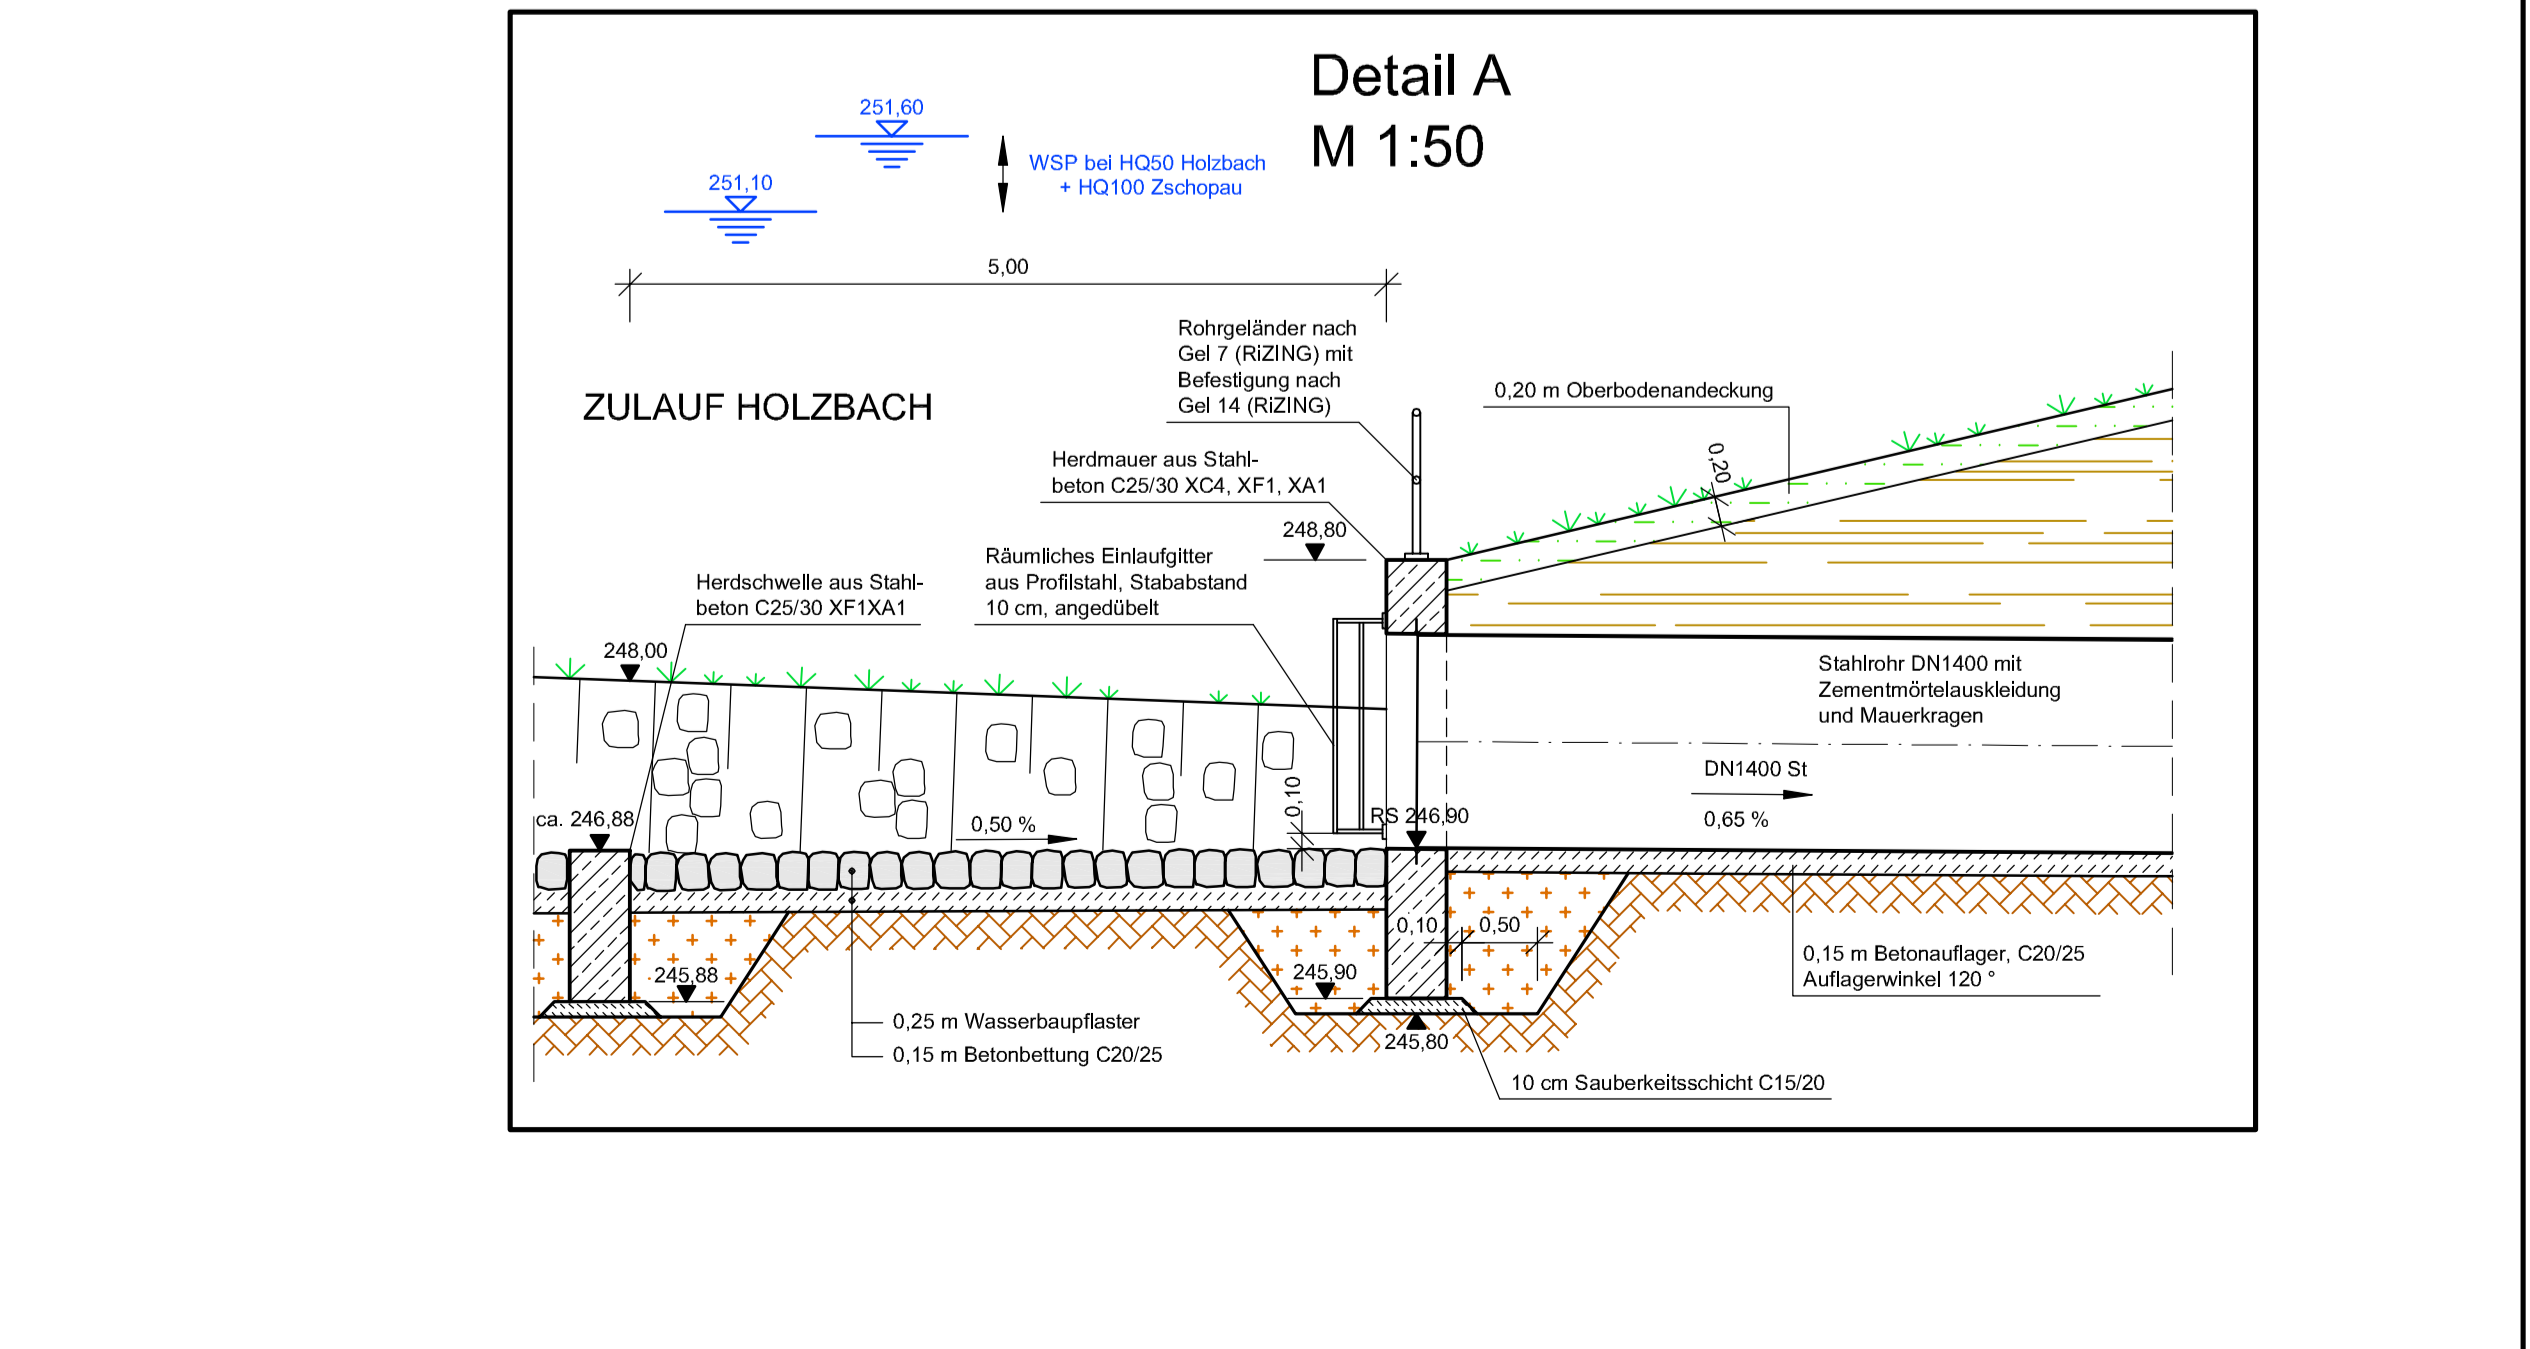 Detail A
M 1:50
251,60
251,10
WSP bei HQ50 Holzbach
+ HQ100 Zschopau
5,00
ZULAUF HOLZBACH
Rohrgeländer nach
Gel 7 (RiZING) mit
Befestigung nach
Gel 14 (RiZING)
0,20 m Oberbodenandeckung
0,20
Herdmauer aus Stahl-
beton C25/30 XC4, XF1, XA1
248,80
Räumliches Einlaufgitter
aus Profilstahl, Stababstand
10 cm, angedübelt
Herdschwelle aus Stahl-
beton C25/30 XF1XA1
248,00
Stahlrohr DN1400 mit
Zementmörtelauskleidung
und Mauerkragen
DN1400 St
0,65 %
ca. 246,88
0,50 %
0,10
RS 246,90
0,10
0,50
245,88
245,90
245,80
0,15 m Betonauflager, C20/25
Auflagerwinkel 120 °
0,25 m Wasserbaupflaster
0,15 m Betonbettung C20/25
10 cm Sauberkeitsschicht C15/20